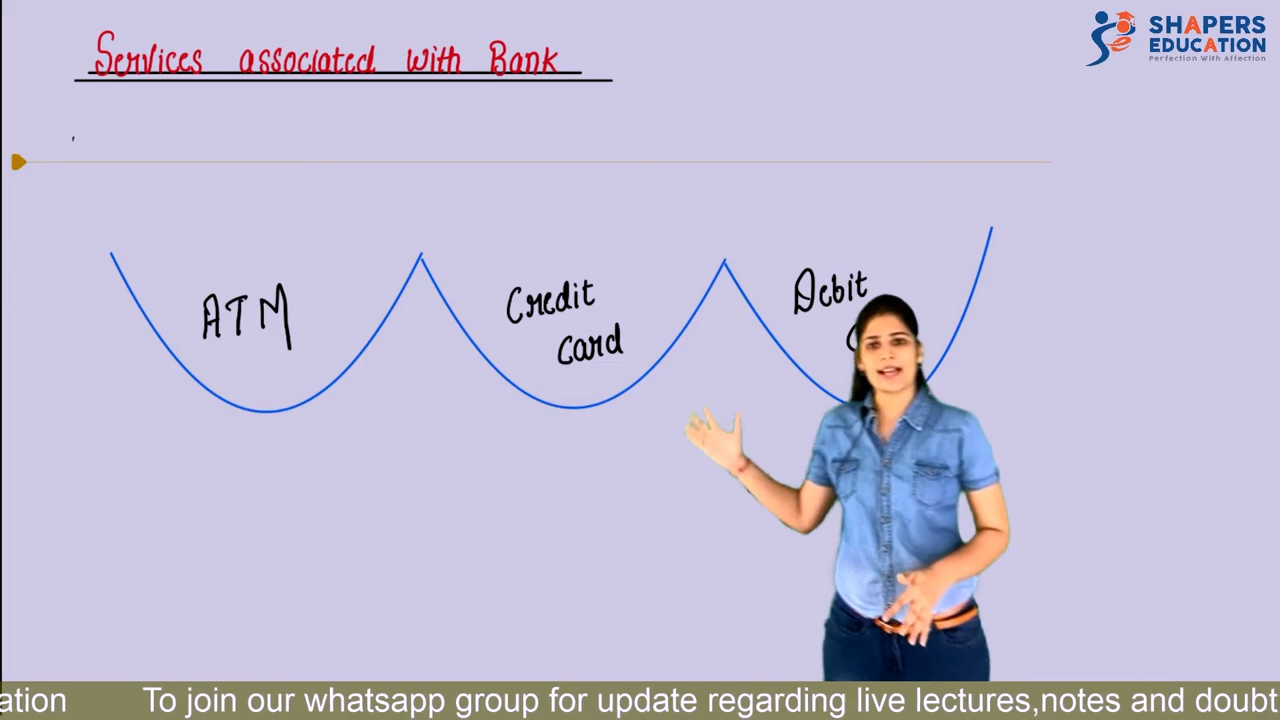 SHAPERS
EDUCATION
Perfection With Affection
Services associated with Bank
ATM
Credit
Card
Debit
ation To join our whatsapp group for update regarding live lectures,notes and doubt